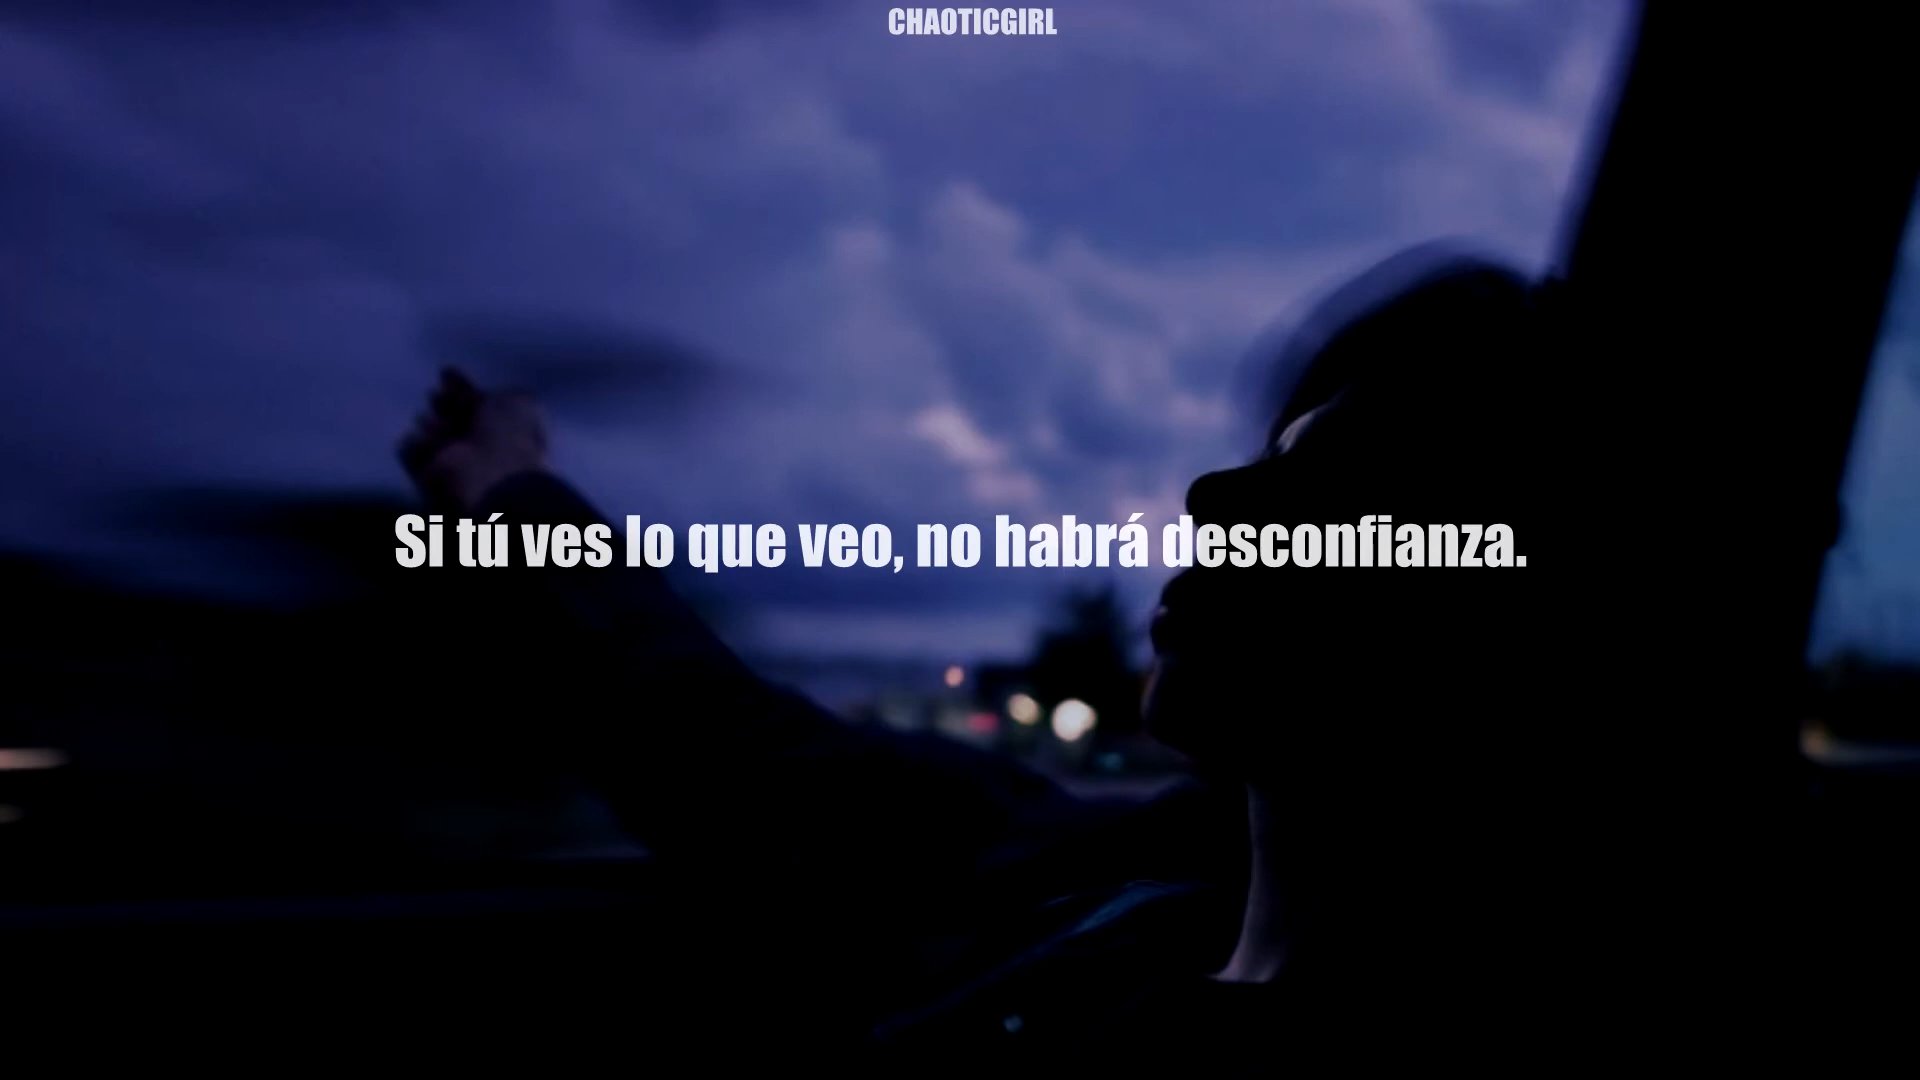 CHAOTICGIRL
Si tú ves lo que veo, no habrá desconfianza.